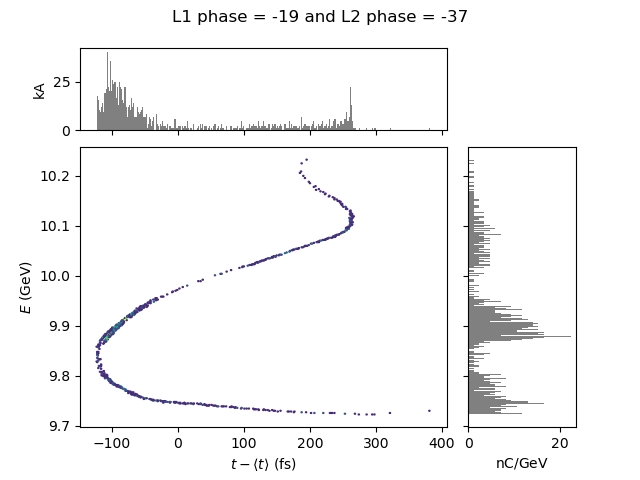 L1 phase = -19 and L2 phase = -37
25
0
kA
10.2
10.1
10.0
9.9
9.8
9.7
E (GeV)
−100 0 100 200 300 400
t − ⟨t⟩ (fs)
0 20
nC/GeV